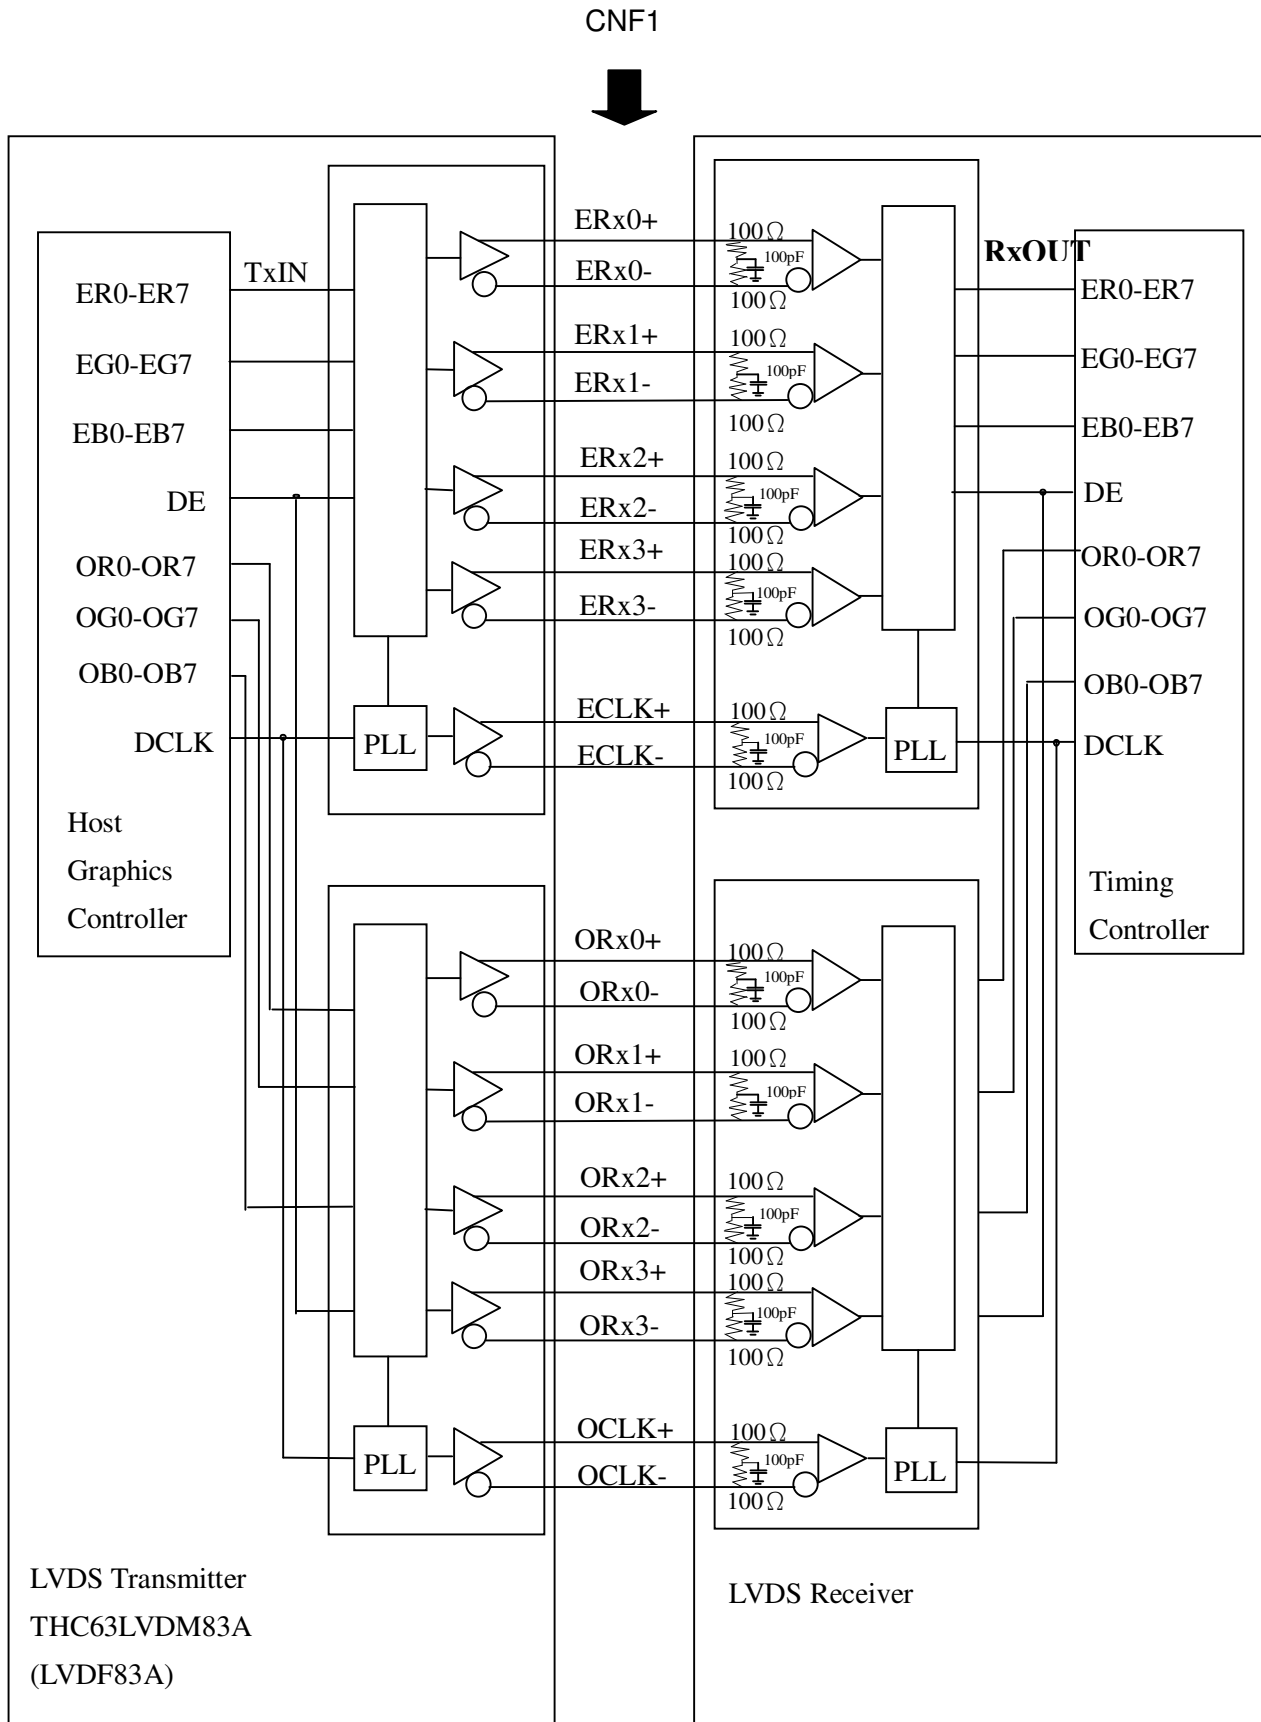 CNF1
TxIN
ER0-ER7
EG0-EG7
EB0-EB7
DE
OR0-OR7
OG0-OG7
OB0-OB7
DCLK
Host
Graphics
Controller
PLL
ERx0+
ERx0-
ERx1+
ERx1-
ERx2+
ERx2-
ERx3+
ERx3-
ECLK+
ECLK-
100Ω
100pF
100Ω
100Ω
100pF
100Ω
100Ω
100pF
100Ω
100Ω
100pF
100Ω
100Ω
100pF
100Ω
PLL
RxOUT
ER0-ER7
EG0-EG7
EB0-EB7
DE
OR0-OR7
OG0-OG7
OB0-OB7
DCLK
Timing
Controller
PLL
ORx0+
ORx0-
ORx1+
ORx1-
ORx2+
ORx2-
ORx3+
ORx3-
OCLK+
OCLK-
100Ω
100pF
100Ω
100Ω
100pF
100Ω
100pF
100Ω
100Ω
100pF
100Ω
100Ω
100pF
100Ω
PLL
LVDS Transmitter
THC63LVDM83A
(LVDF83A)
LVDS Receiver